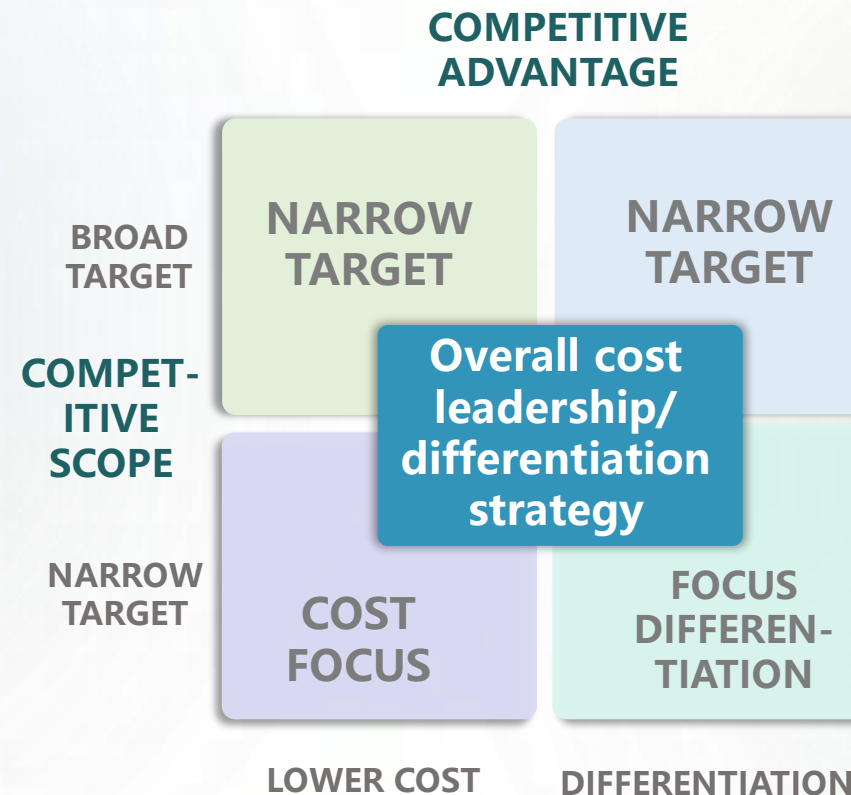 COMPETITIVE
ADVANTAGE
BROAD
TARGET
NARROW
TARGET
NARROW
TARGET
COMPET-
ITIVE
SCOPE
Overall cost
leadership/
differentiation
strategy
NARROW
TARGET
COST
FOCUS
FOCUS
DIFFEREN-
TIATION
LOWER COST
DIFFERENTIATION